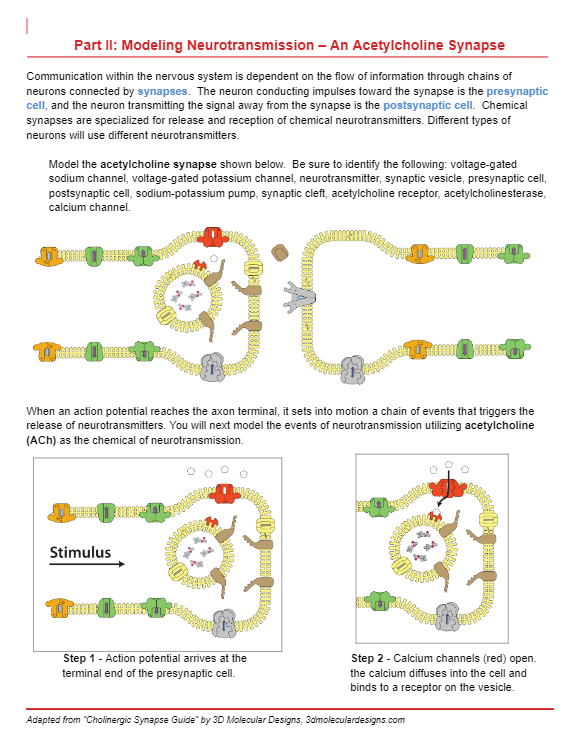 Part II: Modeling Neurotransmission – An Acetylcholine Synapse
Communication within the nervous system is dependent on the flow of information through chains of
neurons connected by synapses. The neuron conducting impulses toward the synapse is the presynaptic
cell, and the neuron transmitting the signal away from the synapse is the postsynaptic cell. Chemical
synapses are specialized for release and reception of chemical neurotransmitters. Different types of
neurons will use different neurotransmitters.
Model the acetylcholine synapse shown below. Be sure to identify the following: voltage-gated
sodium channel, voltage-gated potassium channel, neurotransmitter, synaptic vesicle, presynaptic cell,
postsynaptic cell, sodium-potassium pump, synaptic cleft, acetylcholine receptor, acetylcholinesterase,
calcium channel.
When an action potential reaches the axon terminal, it sets into motion a chain of events that triggers the
release of neurotransmitters. You will next model the events of neurotransmission utilizing acetylcholine
(ACh) as the chemical of neurotransmission.
Stimulus
Step 1 - Action potential arrives at the
terminal end of the presynaptic cell.
Step 2 - Calcium channels (red) open.
the calcium diffuses into the cell and
binds to a receptor on the vesicle.
Adapted from "Cholinergic Synapse Guide" by 3D Molecular Designs, 3dmoleculardesigns.com